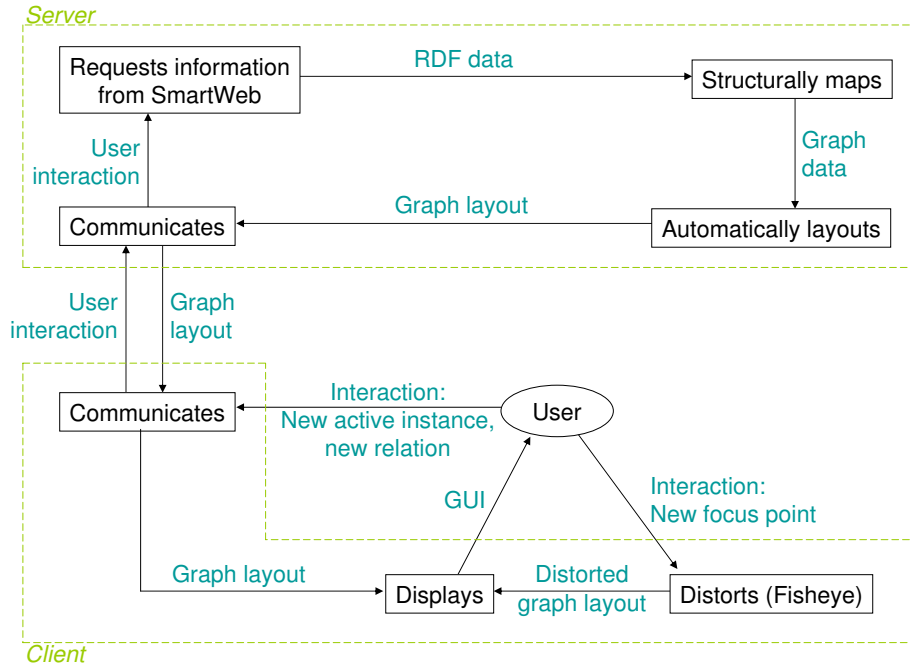 Server
Requests information
from SmartWeb
RDF data
Structurally maps
User
interaction
Graph
data
Communicates
Graph layout
Automatically layouts
User
interaction
Graph
layout
Communicates
Interaction:
New active instance,
new relation
User
GUI
Interaction:
New focus point
Graph layout
Displays
Distorted
graph layout
Distorts (Fisheye)
Client